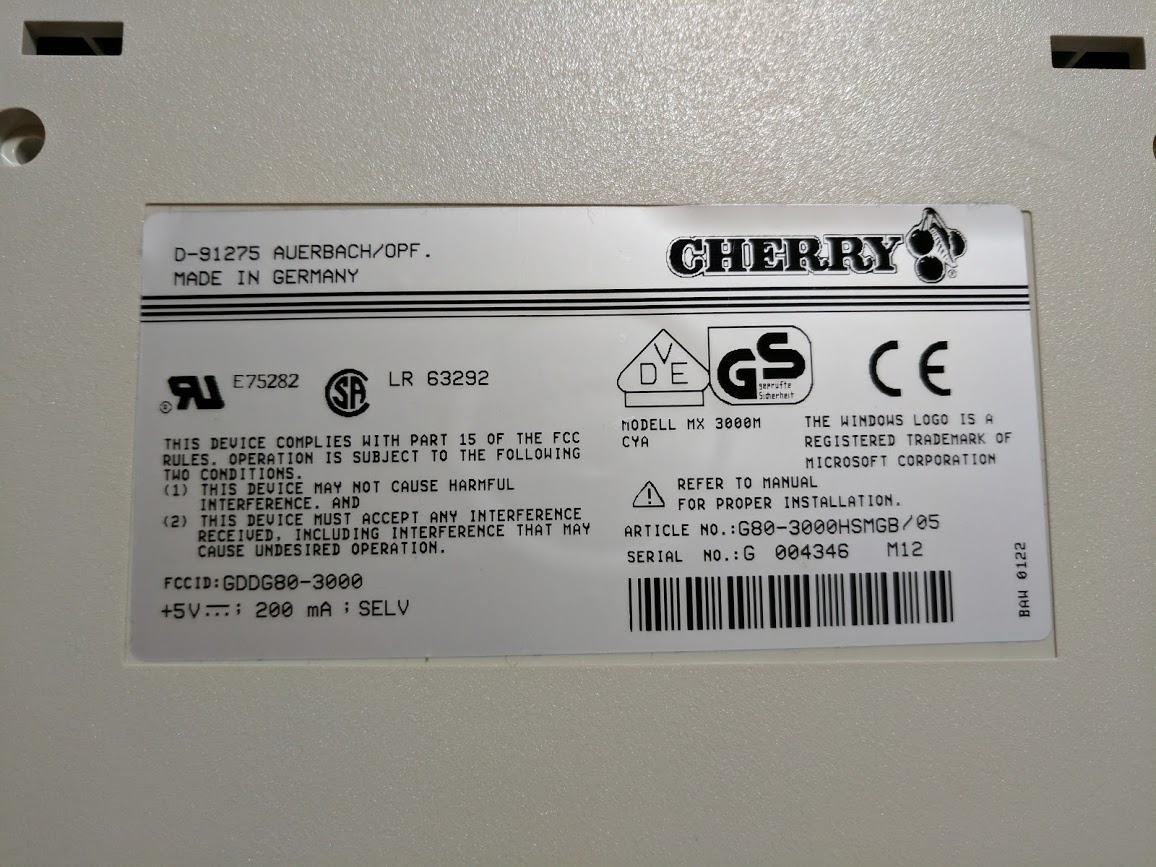 D-91275 AUERBACH/OPF.
MADE IN GERMANY
CHERRY
®
RU
®
E75282
SA
LR 63292
VDE
GS
geprüfte
Sicherheit
CE
THIS DEVICE COMPLIES WITH PART 15 OF THE FCC
RULES. OPERATION IS SUBJECT TO THE FOLLOWING
TWO CONDITIONS.
(1) THIS DEVICE MAY NOT CAUSE HARMFUL
INTERFERENCE. AND
(2) THIS DEVICE MUST ACCEPT ANY INTERFERENCE
RECEIVED, INCLUDING INTERFERENCE THAT MAY
CAUSE UNDESIRED OPERATION.
FCCID:GDDG80-3000
+5V⎓; 200 mA ; SELV
MODELL MX 3000M
CYA
THE WINDOWS LOGO IS A
REGISTERED TRADEMARK OF
MICROSOFT CORPORATION
REFER TO MANUAL
FOR PROPER INSTALLATION.
ARTICLE NO.:G80-3000HSMGB/05
SERIAL NO.:G 004346 M12
BAW 0122